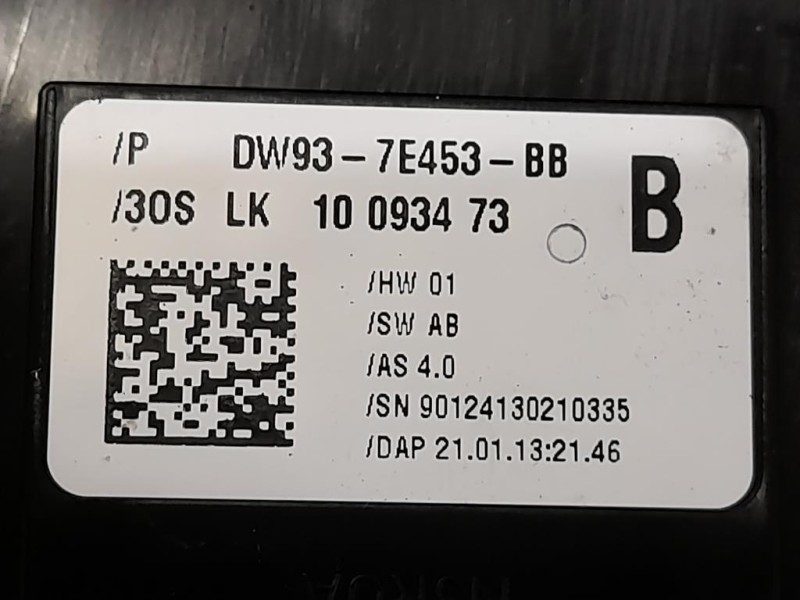 /P DW93-7E453-BB
/30S LK 10 0934 73
B
/HW 01
/SW AB
/AS 4.0
/SN 90124130210335
/DAP 21.01.13:21.46